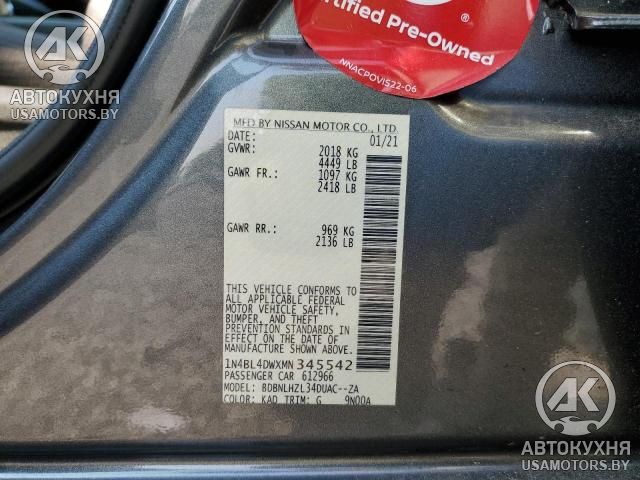 AK
АВТОКУХНЯ
USAMOTORS.BY
®
Certified Pre-Owned
NNACPOVIS22-06
MFD BY NISSAN MOTOR CO., LTD.
DATE: 01/21
GVWR: 2018 KG
4449 LB
GAWR FR.: 1097 KG
2418 LB
GAWR RR.: 969 KG
2136 LB
THIS VEHICLE CONFORMS TO
ALL APPLICABLE FEDERAL
MOTOR VEHICLE SAFETY,
BUMPER, AND THEFT
PREVENTION STANDARDS IN
EFFECT ON THE DATE OF
MANUFACTURE SHOWN ABOVE.
1N4BL4DWXMN345542
PASSENGER CAR 612966
MODEL: BDBNLHZL34DUAC--ZA
COLOR: KAD TRIM: G 9N00A
AK
АВТОКУХНЯ
USAMOTORS.BY